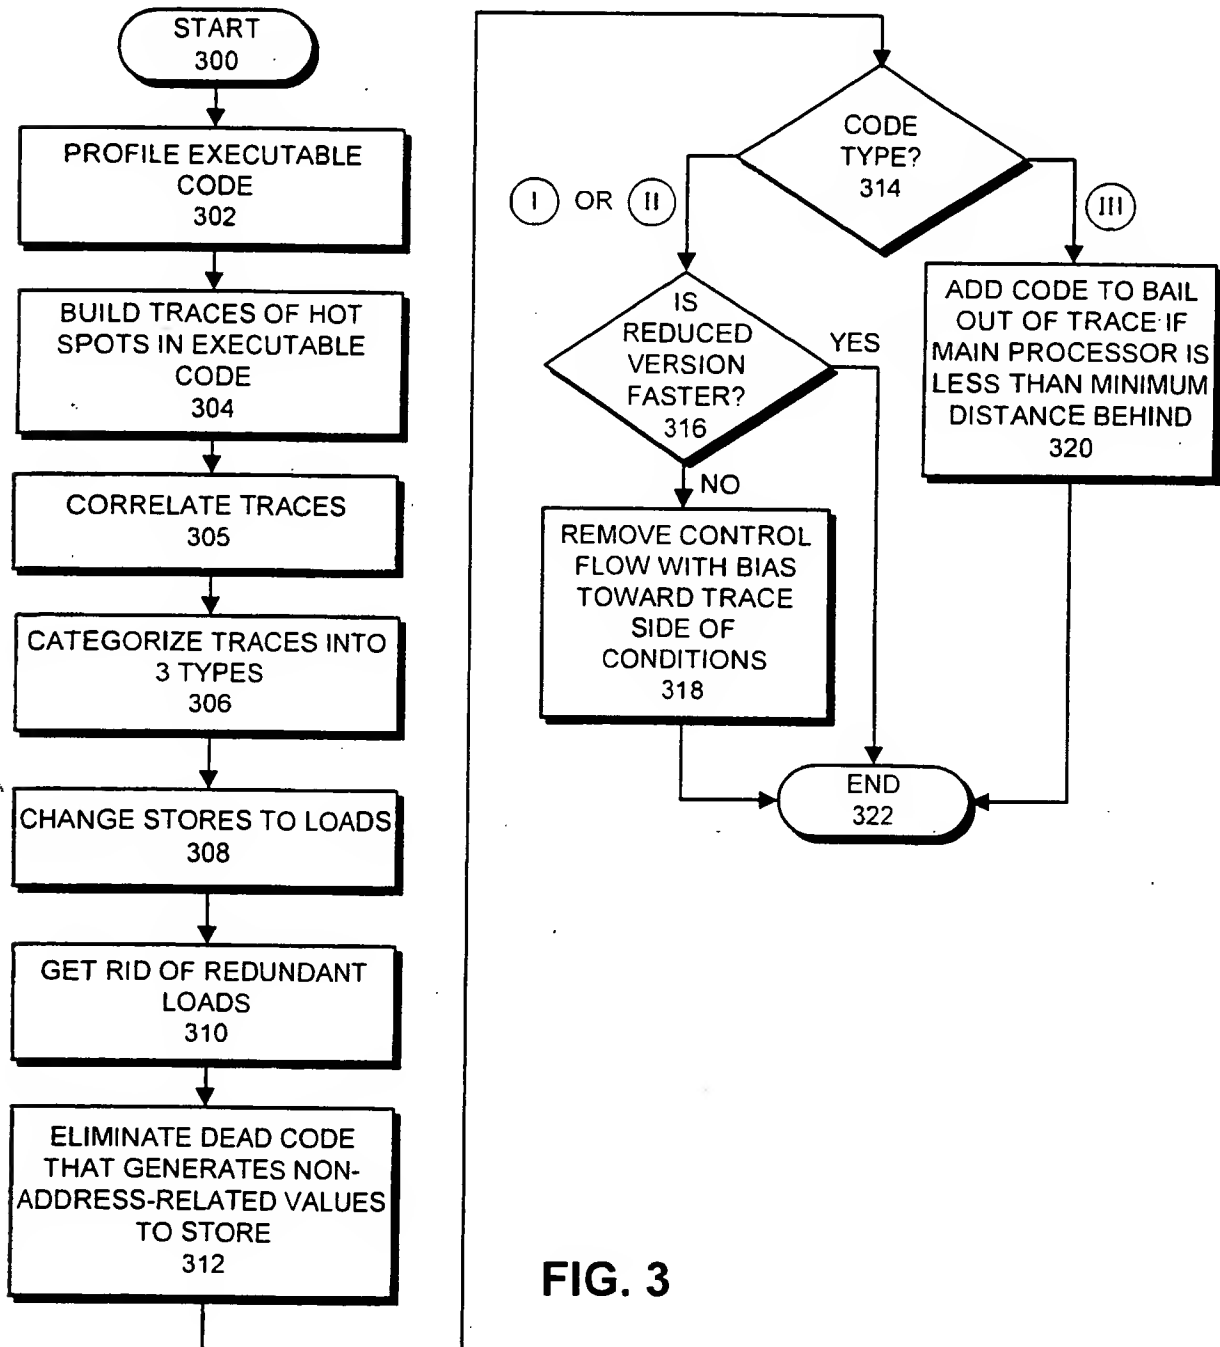 START
300
PROFILE EXECUTABLE
CODE
302
BUILD TRACES OF HOT
SPOTS IN EXECUTABLE
CODE
304
CORRELATE TRACES
305
CATEGORIZE TRACES INTO
3 TYPES
306
CHANGE STORES TO LOADS
308
GET RID OF REDUNDANT
LOADS
310
ELIMINATE DEAD CODE
THAT GENERATES NON-
ADDRESS-RELATED VALUES
TO STORE
312
CODE
TYPE?
314
I OR II
III
IS
REDUCED
VERSION
FASTER?
316
YES
NO
REMOVE CONTROL
FLOW WITH BIAS
TOWARD TRACE
SIDE OF
CONDITIONS
318
ADD CODE TO BAIL
OUT OF TRACE IF
MAIN PROCESSOR IS
LESS THAN MINIMUM
DISTANCE BEHIND
320
END
322
FIG. 3